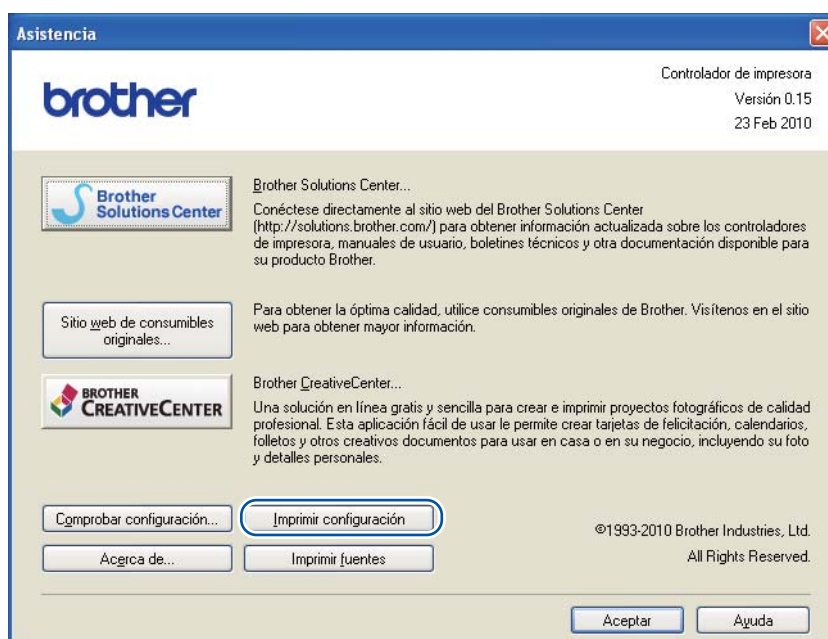 Asistencia
brother
Controlador de impresora
Versión 0.15
23 Feb 2010
Brother
Solutions Center
Brother Solutions Center...
Conéctese directamente al sitio web del Brother Solutions Center
(http://solutions.brother.com/) para obtener información actualizada sobre los controladores
de impresora, manuales de usuario, boletines técnicos y otra documentación disponible para
su producto Brother.
Sitio web de consumibles
originales...
Para obtener la óptima calidad, utilice consumibles originales de Brother. Visítenos en el sitio
web para obtener mayor información.
BROTHER
CREATIVECENTER
Brother CreativeCenter...
Una solución en línea gratis y sencilla para crear e imprimir proyectos fotográficos de calidad
profesional. Esta aplicación fácil de usar le permite crear tarjetas de felicitación, calendarios,
folletos y otros creativos documentos para usar en casa o en su negocio, incluyendo su foto
y detalles personales.
Comprobar configuración...
Imprimir configuración
©1993-2010 Brother Industries, Ltd.
Acerca de...
Imprimir fuentes
All Rights Reserved.
Aceptar
Ayuda